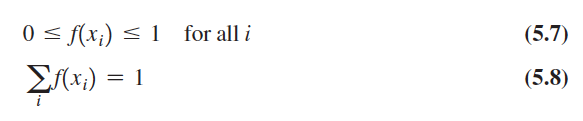 0 ≤ f(xᵢ) ≤ 1 for all i (5.7)
∑ᵢ f(xᵢ) = 1 (5.8)